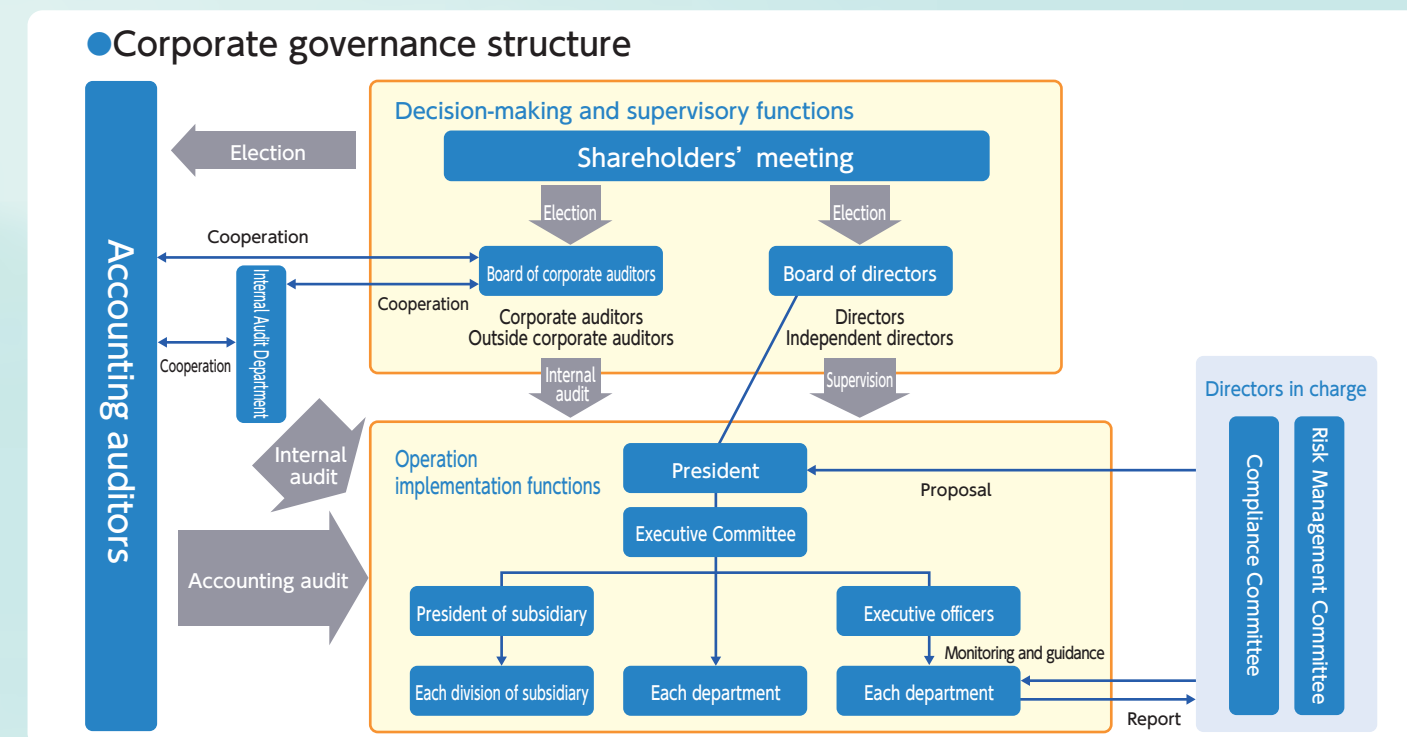 ●Corporate governance structure
Decision-making and supervisory functions
Election
Shareholders’ meeting
Election
Election
Accounting auditors
Cooperation
Board of corporate auditors
Board of directors
Internal Audit Department
Cooperation
Corporate auditors
Outside corporate auditors
Directors
Independent directors
Cooperation
Internal
audit
Supervision
Directors in charge
Compliance Committee
Risk Management Committee
Internal
audit
Operation
implementation functions
President
Proposal
Executive Committee
Accounting audit
President of subsidiary
Executive officers
Monitoring and guidance
Each division of subsidiary
Each department
Each department
Report